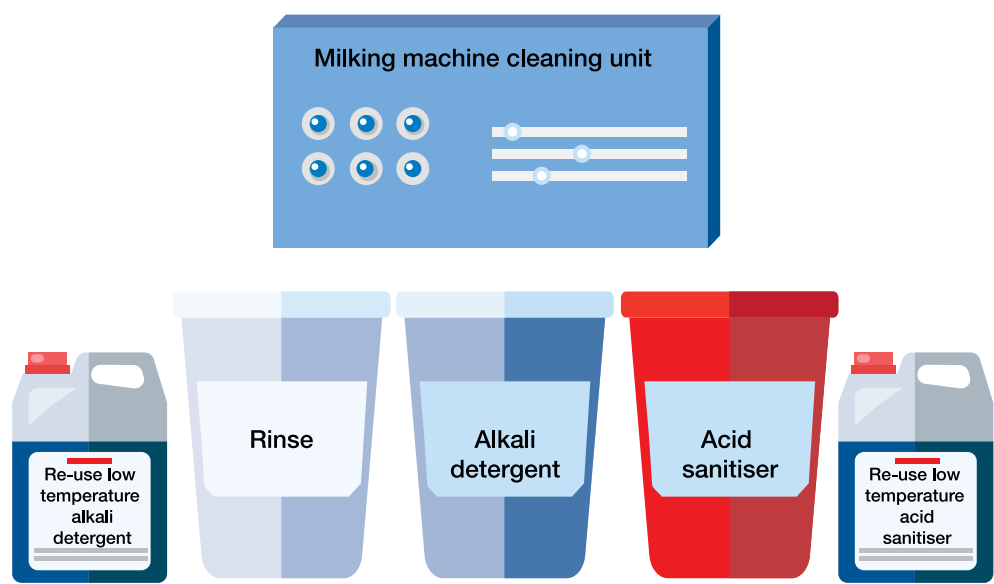 Milking machine cleaning unit
Rinse
Alkali
detergent
Acid
sanitiser
Re-use low
temperature
alkali
detergent
Re-use low
temperature
acid
sanitiser